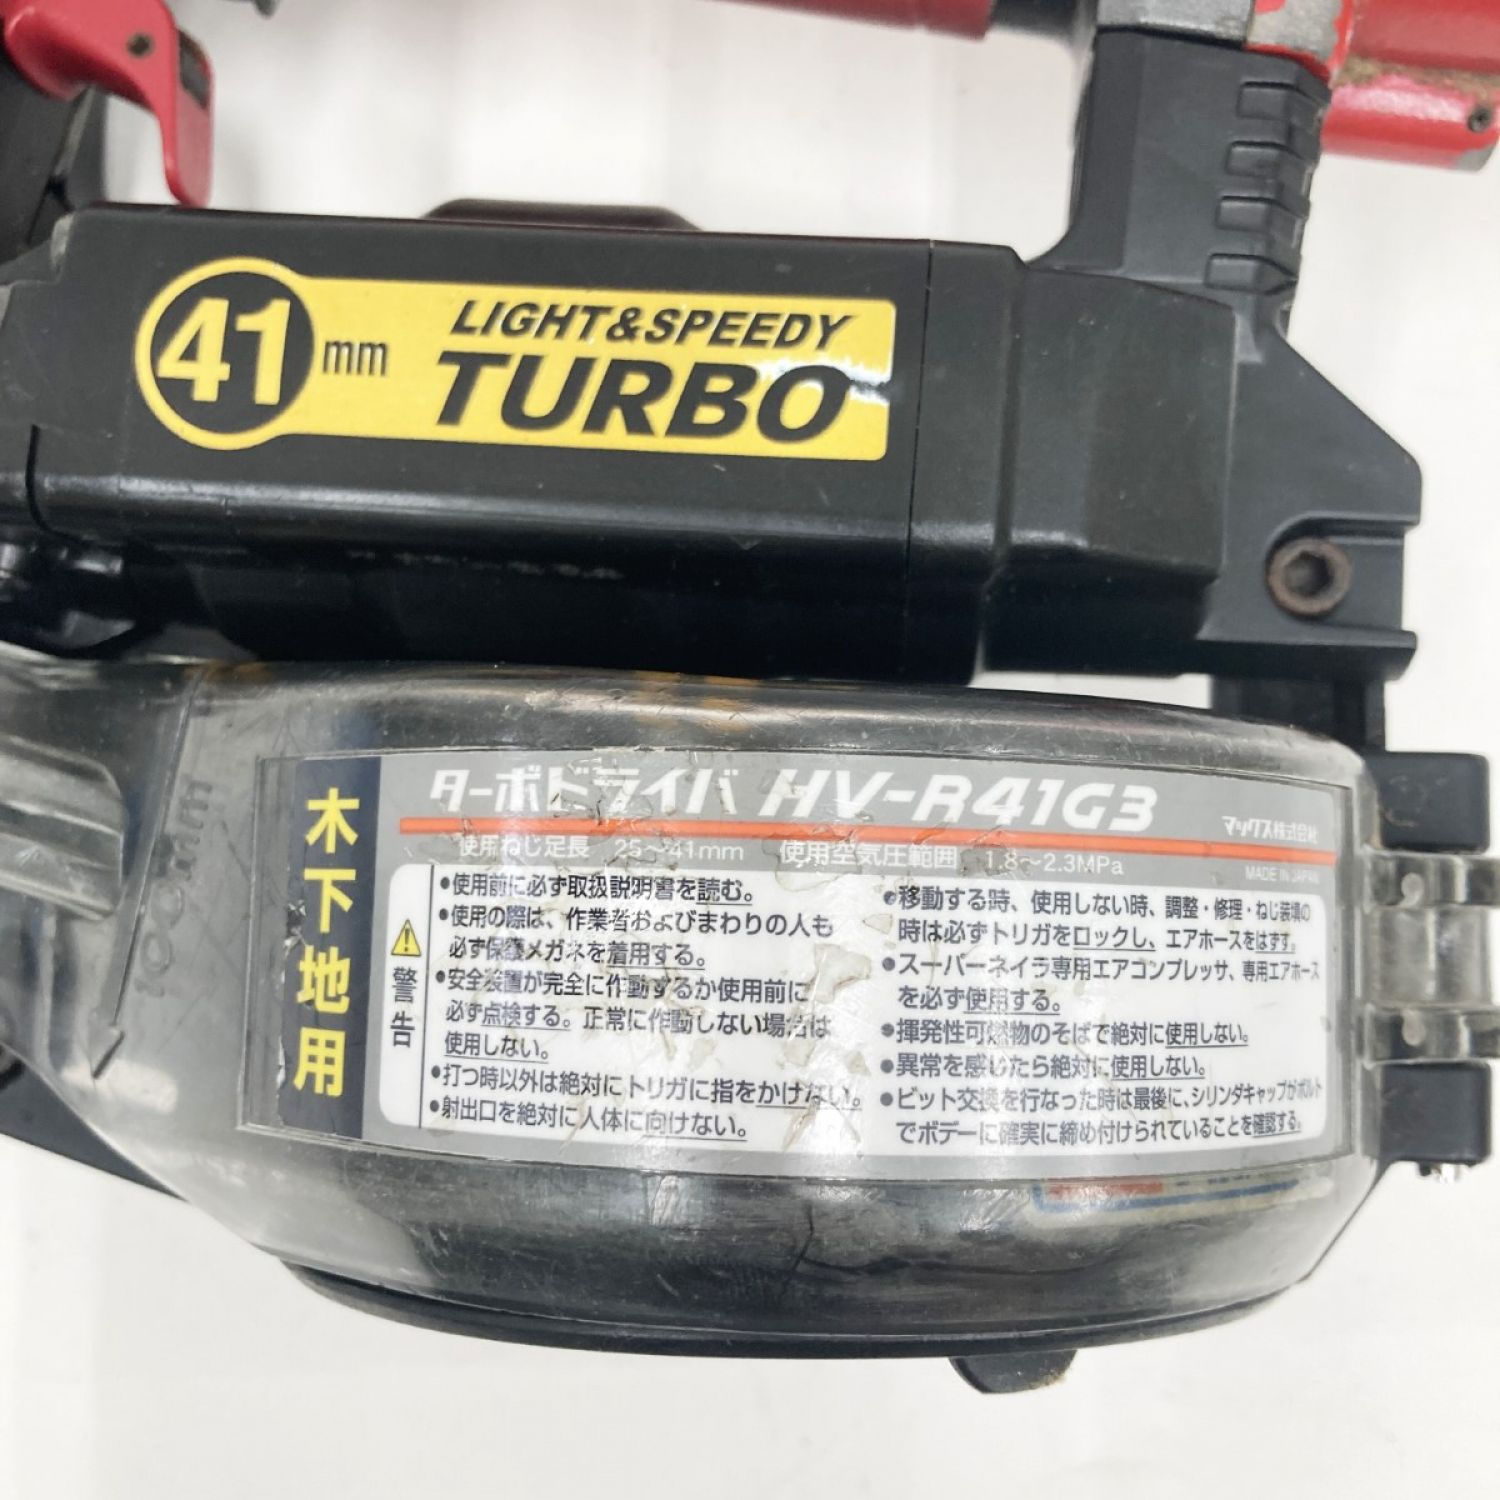 41mm
LIGHT&SPEEDY
TURBO
ターボドライバ HV-R41G3
マックス株式会社
使用ねじ足長 25〜41mm 使用空気圧範囲 1.8〜2.3MPa
MADE IN JAPAN
木下地用
100mm
警告
•使用前に必ず取扱説明書を読む。
•使用の際は、作業者およびまわりの人も
必ず保護メガネを着用する。
•安全装置が完全に作動するか使用前に
必ず点検する。正常に作動しない場合は
使用しない。
•打つ時以外は絶対にトリガに指をかけない。
•射出口を絶対に人体に向けない。
•移動する時、使用しない時、調整・修理・ねじ装填の
時は必ずトリガをロックし、エアホースをはずす。
•スーパーネイラ専用エアコンプレッサ、専用エアホース
を必ず使用する。
•揮発性可燃物のそばで絶対に使用しない。
•異常を感じたら絶対に使用しない。
•ビット交換を行なった時は最後に、シリンダキャップがボルト
でボデーに確実に締め付けられていることを確認する。